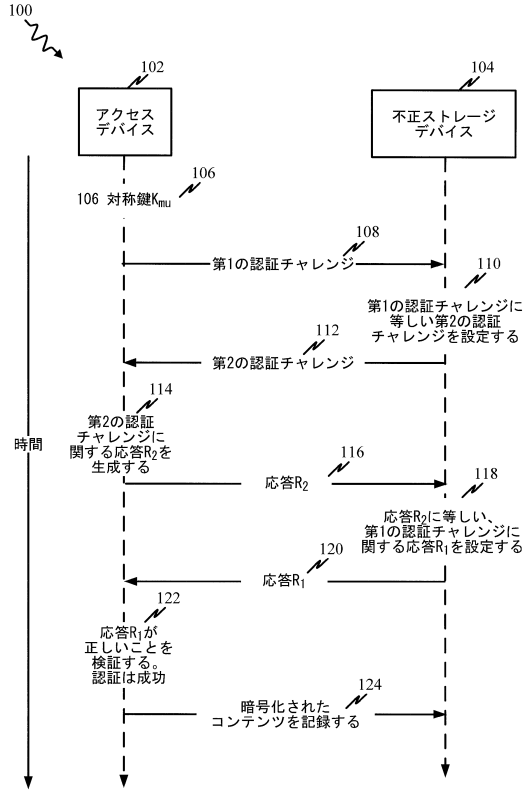 100
102
104
アクセス
デバイス
不正ストレージ
デバイス
106
106 対称鍵Kmu
108
第1の認証チャレンジ
110
第1の認証チャレンジに
等しい第2の認証
チャレンジを設定する
112
第2の認証チャレンジ
114
第2の認証
チャレンジに
関する応答R2を
生成する
時間
116
応答R2
118
応答R2に等しい、
第1の認証チャレンジに
関する応答R1を設定する
120
応答R1
122
応答R1が
正しいことを
検証する。
認証は成功
124
暗号化された
コンテンツを記録する